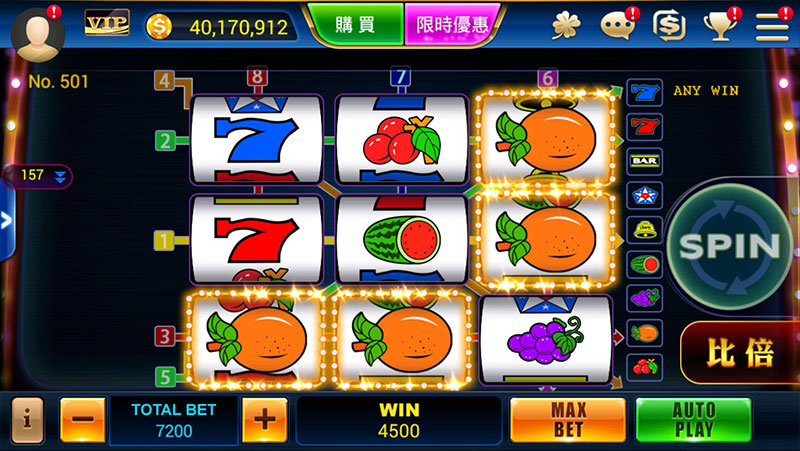 VIP
$
40,170,912
購買
限時優惠
No. 501
4
8
7
6
ANY WIN
2
BAR
157
1
SPIN
3
比倍
5
i
TOTAL BET
7200
WIN
4500
MAX
BET
AUTO
PLAY